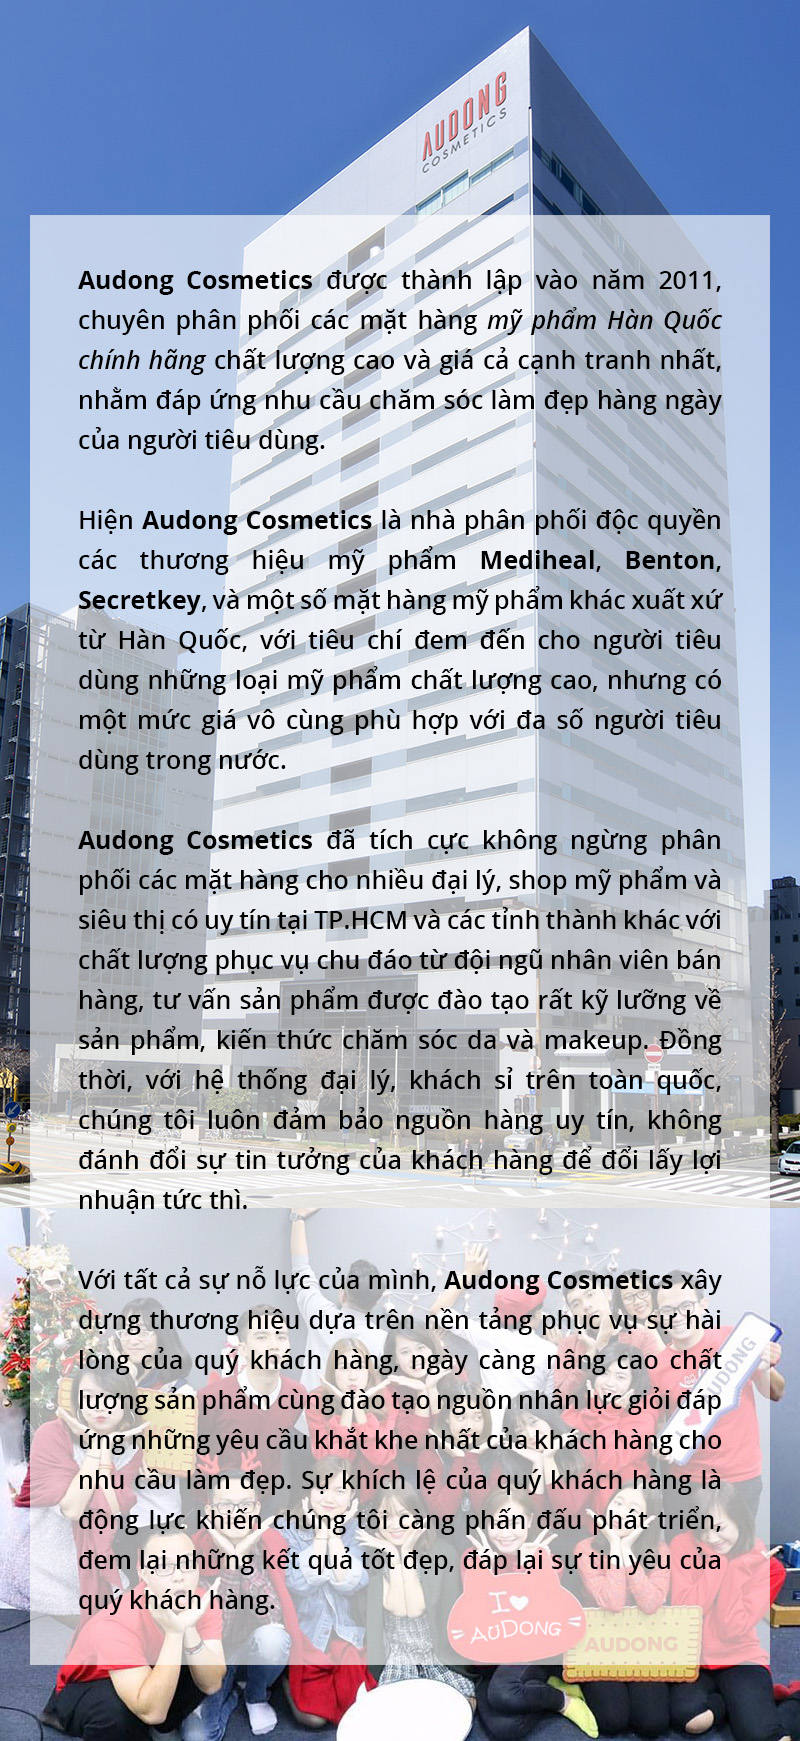 AUDONG
COSMETICS
Audong Cosmetics được thành lập vào năm 2011,
chuyên phân phối các mặt hàng mỹ phẩm Hàn Quốc
chính hãng chất lượng cao và giá cả cạnh tranh nhất,
nhằm đáp ứng nhu cầu chăm sóc làm đẹp hàng ngày
của người tiêu dùng.
Hiện Audong Cosmetics là nhà phân phối độc quyền
các thương hiệu mỹ phẩm Mediheal, Benton,
Secretkey, và một số mặt hàng mỹ phẩm khác xuất xứ
từ Hàn Quốc, với tiêu chí đem đến cho người tiêu
dùng những loại mỹ phẩm chất lượng cao, nhưng có
một mức giá vô cùng phù hợp với đa số người tiêu
dùng trong nước.
Audong Cosmetics đã tích cực không ngừng phân
phối các mặt hàng cho nhiều đại lý, shop mỹ phẩm và
siêu thị có uy tín tại TP.HCM và các tỉnh thành khác với
chất lượng phục vụ chu đáo từ đội ngũ nhân viên bán
hàng, tư vấn sản phẩm được đào tạo rất kỹ lưỡng về
sản phẩm, kiến thức chăm sóc da và makeup. Đồng
thời, với hệ thống đại lý, khách sỉ trên toàn quốc,
chúng tôi luôn đảm bảo nguồn hàng uy tín, không
đánh đổi sự tin tưởng của khách hàng để đổi lấy lợi
nhuận tức thì.
Với tất cả sự nỗ lực của mình, Audong Cosmetics xây
dựng thương hiệu dựa trên nền tảng phục vụ sự hài
lòng của quý khách hàng, ngày càng nâng cao chất
lượng sản phẩm cùng đào tạo nguồn nhân lực giỏi đáp
ứng những yêu cầu khắt khe nhất của khách hàng cho
nhu cầu làm đẹp. Sự khích lệ của quý khách hàng là
động lực khiến chúng tôi càng phấn đấu phát triển,
đem lại những kết quả tốt đẹp, đáp lại sự tin yêu của
quý khách hàng.
AUDONG
I
AUDONG
AUDONG